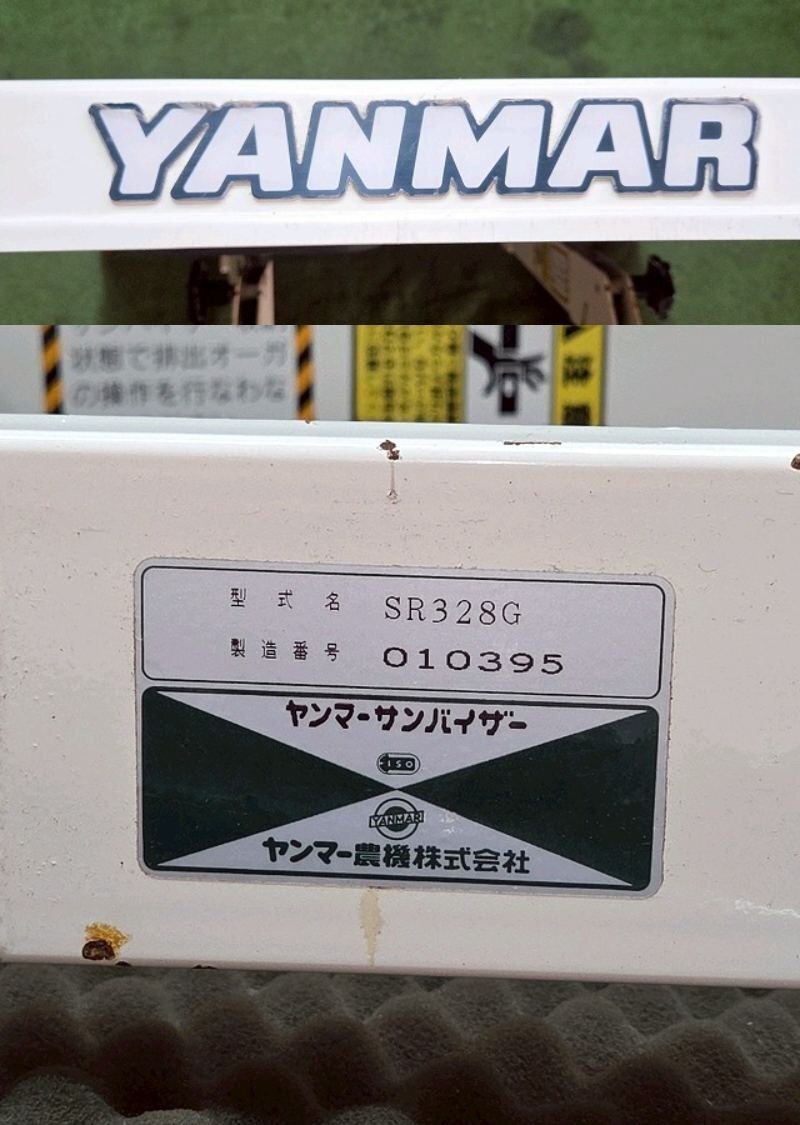 YANMAR
状態で排出オーガ
の操作を行なわな
型式名 SR328G
製造番号 010395
ヤンマーサンバイザー
ISO
YANMAR
ヤンマー農機株式会社